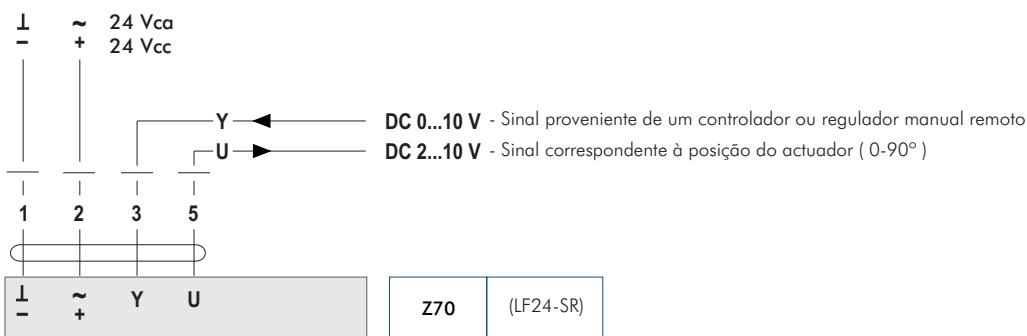 ⊥ ~ 24 Vca
− + 24 Vcc
Y DC 0...10 V - Sinal proveniente de um controlador ou regulador manual remoto
U DC 2...10 V - Sinal correspondente à posição do actuador ( 0-90º )
1 2 3 5
⊥ ~ Y U
− +
Z70 (LF24-SR)